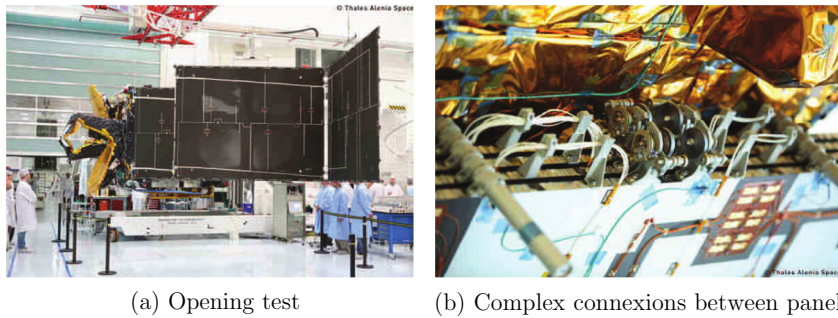 © Thales Alenia Space
© Thales Alenia Space
(a) Opening test
(b) Complex connexions between panel